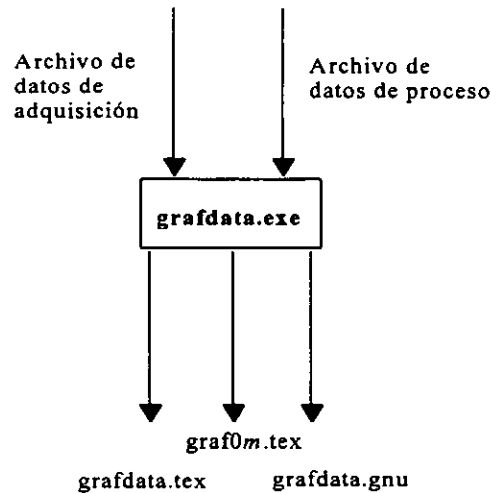 Archivo de
datos de
adquisición
Archivo de
datos de proceso
grafdata.exe
graf0m.tex
grafdata.tex
grafdata.gnu